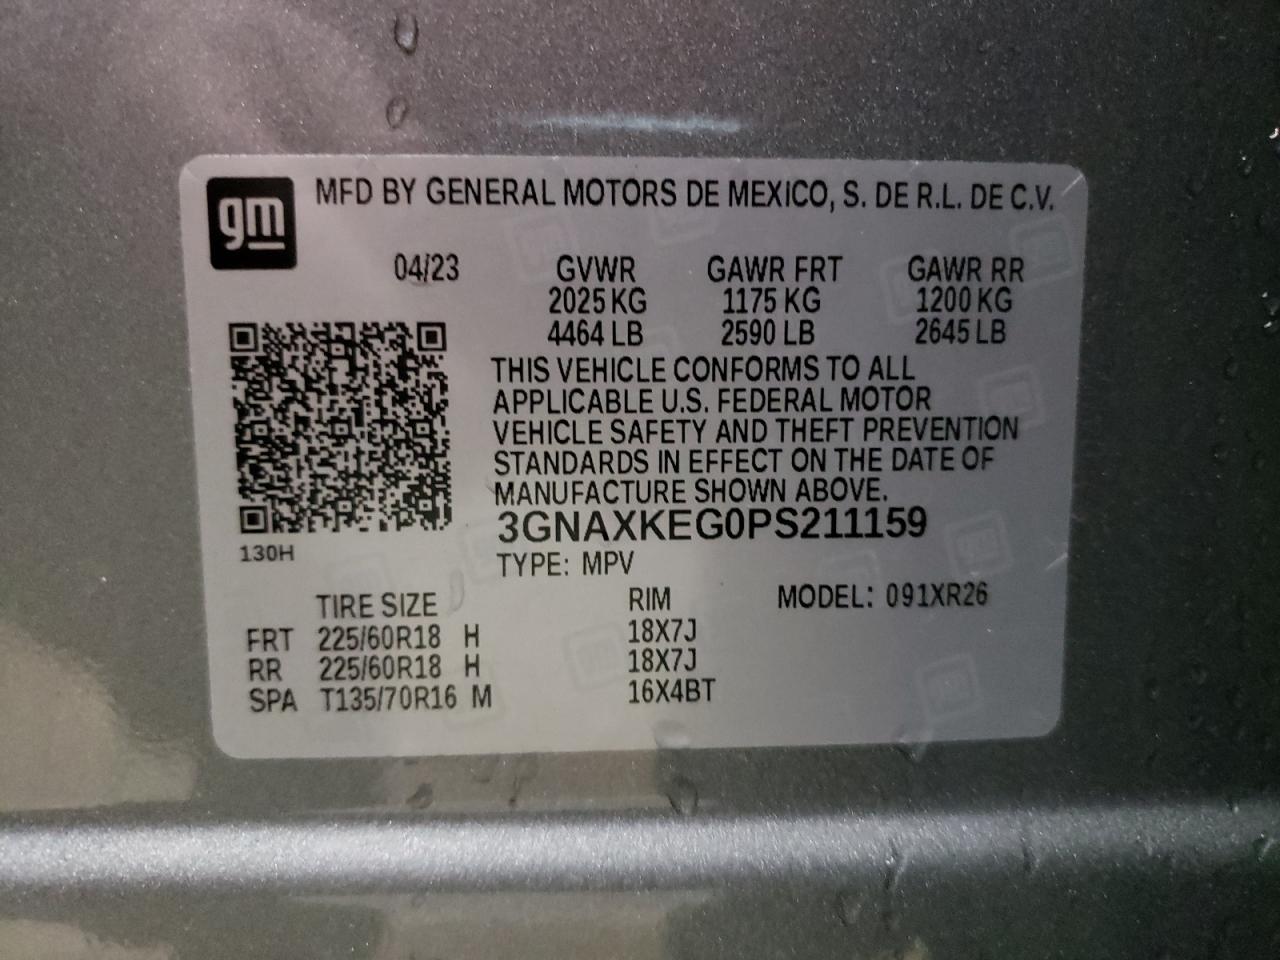 gm
MFD BY GENERAL MOTORS DE MEXICO, S. DE R.L. DE C.V.
04/23 GVWR GAWR FRT GAWR RR
2025 KG 1175 KG 1200 KG
4464 LB 2590 LB 2645 LB
THIS VEHICLE CONFORMS TO ALL
APPLICABLE U.S. FEDERAL MOTOR
VEHICLE SAFETY AND THEFT PREVENTION
STANDARDS IN EFFECT ON THE DATE OF
MANUFACTURE SHOWN ABOVE.
3GNAXKEG0PS211159
130H
TYPE: MPV
TIRE SIZE RIM MODEL: 091XR26
FRT 225/60R18 H 18X7J
RR 225/60R18 H 18X7J
SPA T135/70R16 M 16X4BT